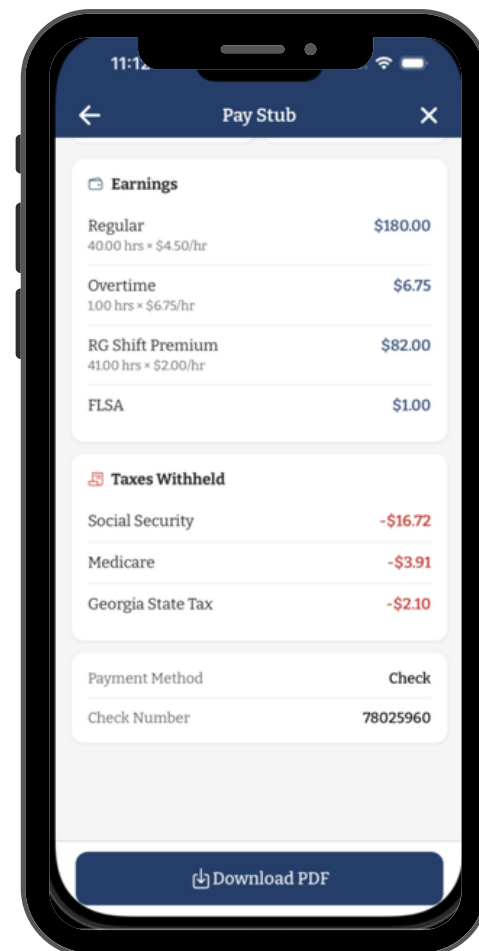 Pay Stub
Earnings
Regular $180.00
40.00 hrs × $4.50/hr
Overtime $6.75
1.00 hrs × $6.75/hr
RG Shift Premium $82.00
41.00 hrs × $2.00/hr
FLSA $1.00
Taxes Withheld
Social Security -$16.72
Medicare -$3.91
Georgia State Tax -$2.10
Payment Method Check
Check Number 78025960
Download PDF